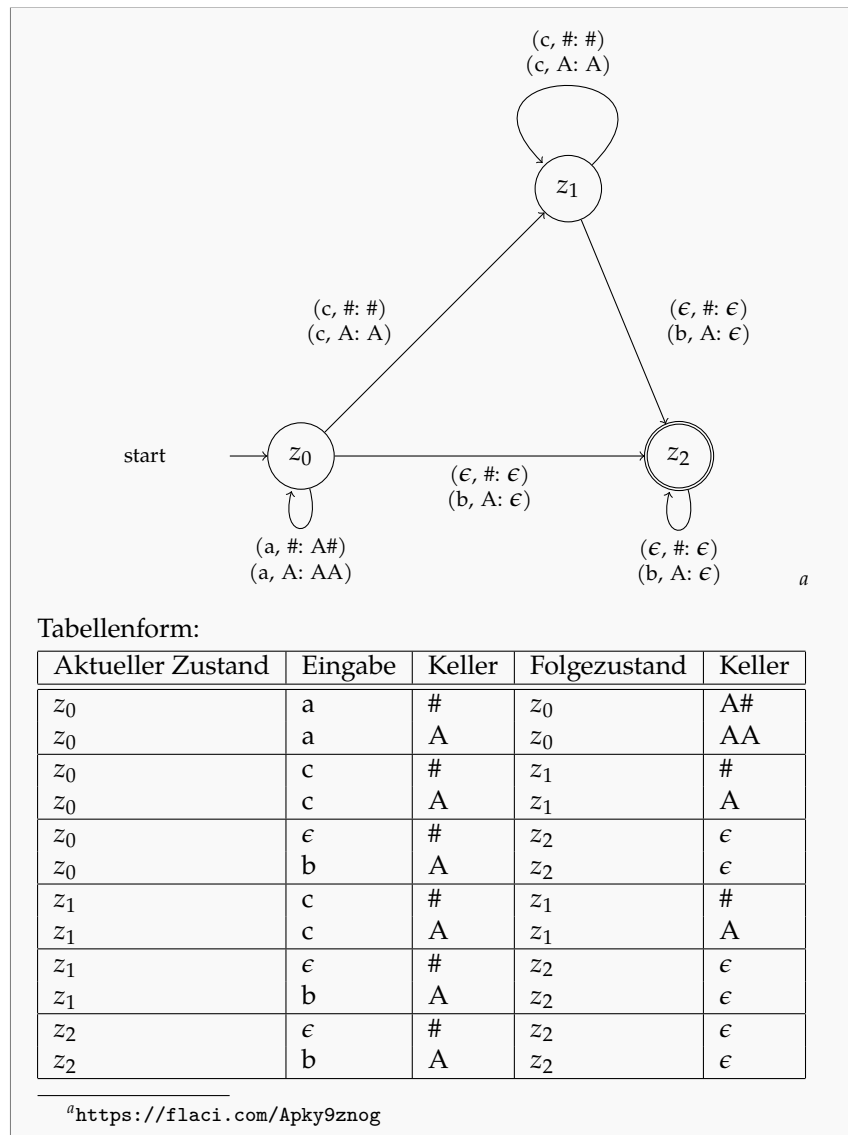 (c, #: #)
(c, A: A)
z1
(c, #: #)
(c, A: A)
(ϵ, #: ϵ)
(b, A: ϵ)
start
z0
z2
(ϵ, #: ϵ)
(b, A: ϵ)
(a, #: A#)
(a, A: AA)
(ϵ, #: ϵ)
(b, A: ϵ)
a
Tabellenform:
Aktueller Zustand Eingabe Keller Folgezustand Keller
z0 a # z0 A#
z0 a A z0 AA
z0 c # z1 #
z0 c A z1 A
z0 ϵ # z2 ϵ
z0 b A z2 ϵ
z1 c # z1 #
z1 c A z1 A
z1 ϵ # z2 ϵ
z1 b A z2 ϵ
z2 ϵ # z2 ϵ
z2 b A z2 ϵ
a https://flaci.com/Apky9znog